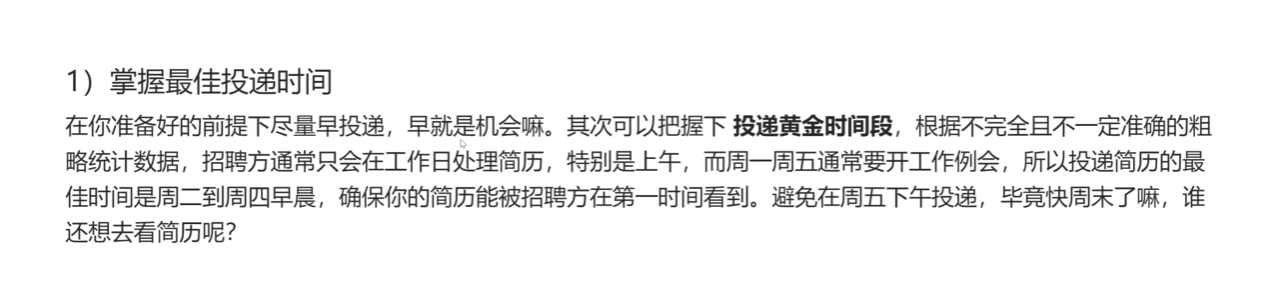 1）掌握最佳投递时间
在你准备好的前提下尽量早投递，早就是机会嘛。其次可以把握下 投递黄金时间段，根据不完全且不一定准确的粗
略统计数据，招聘方通常只会在工作日处理简历，特别是上午，而周一周五通常要开工作例会，所以投递简历的最
佳时间是周二到周四早晨，确保你的简历能被招聘方在第一时间看到。避免在周五下午投递，毕竟快周末了嘛，谁
还想去看简历呢？